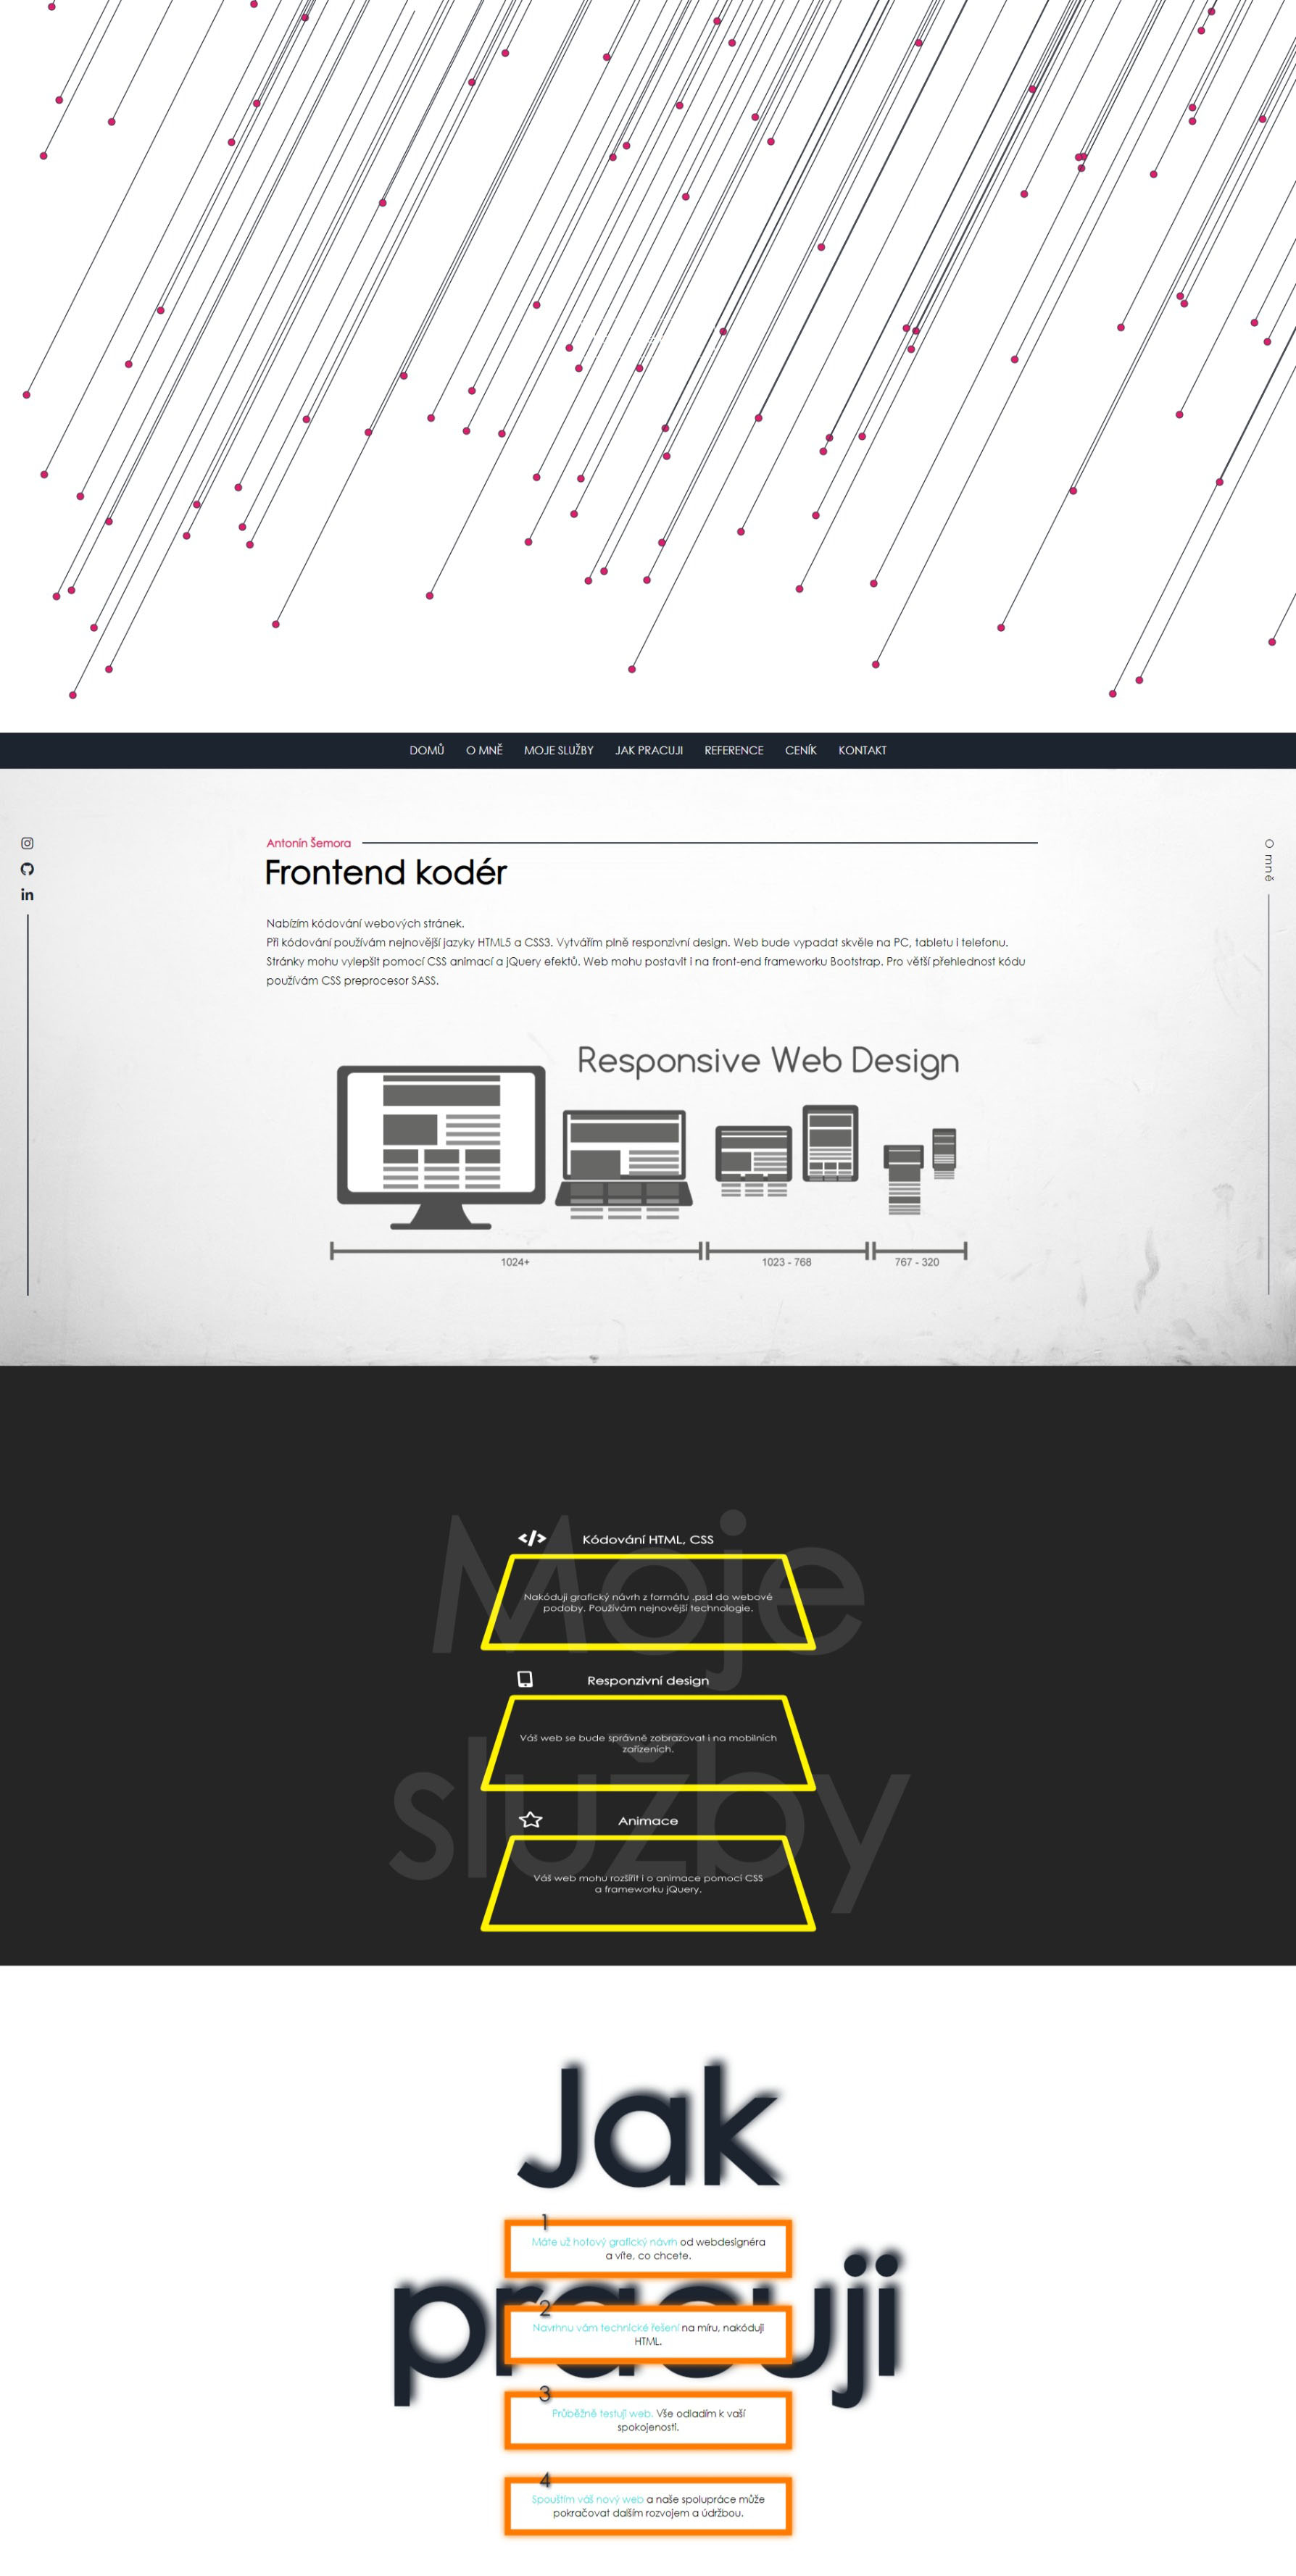 DOMŮ O MNĚ MOJE SLUŽBY JAK PRACUJI REFERENCE CENÍK KONTAKT
Antonín Šemora
Frontend kodér
O mně
Nabízím kódování webových stránek.
Při kódování používám nejnovější jazyky HTML5 a CSS3. Vytvářím plně responzivní design. Web bude vypadat skvěle na PC, tabletu i telefonu.
Stránky mohu vylepšit pomocí CSS animací a jQuery efektů. Web mohu postavit i na front-end frameworku Bootstrap. Pro větší přehlednost kódu
používám CSS preprocesor SASS.
Responsive Web Design
1024+ 1023 - 768 767 - 320
Moje
služby
Kódování HTML, CSS
Nakóduji grafický návrh z formátu .psd do webové
podoby. Používám nejnovější technologie.
Responzivní design
Váš web se bude správně zobrazovat i na mobilních
zařízeních.
Animace
Váš web mohu rozšířit i o animace pomocí CSS
a frameworku jQuery.
Jak
pracuji
1
Máte už hotový grafický návrh od webdesignéra
a víte, co chcete.
2
Navrhnu vám technické řešení na míru, nakóduji
HTML.
3
Průběžně testuji web. Vše odladím k vaší
spokojenosti.
4
Spouštím váš nový web a naše spolupráce může
pokračovat dalším rozvojem a údržbou.